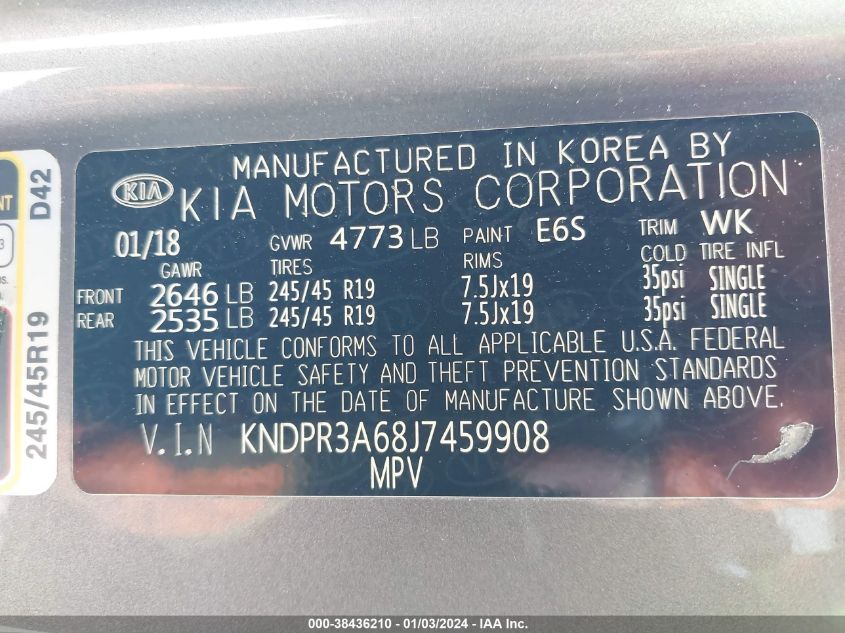 MANUFACTURED IN KOREA BY
KIA KIA MOTORS CORPORATION
01/18 GVWR 4773 LB PAINT E6S TRIM WK
GAWR TIRES RIMS COLD TIRE INFL
FRONT 2646 LB 245/45 R19 7.5Jx19 35psi SINGLE
REAR 2535 LB 245/45 R19 7.5Jx19 35psi SINGLE
THIS VEHICLE CONFORMS TO ALL APPLICABLE U.S.A. FEDERAL
MOTOR VEHICLE SAFETY AND THEFT PREVENTION STANDARDS
IN EFFECT ON THE DATE OF MANUFACTURE SHOWN ABOVE.
V.I.N KNDPR3A68J7459908
MPV
245/45R19 D42
000-38436210 - 01/03/2024 - IAA Inc.